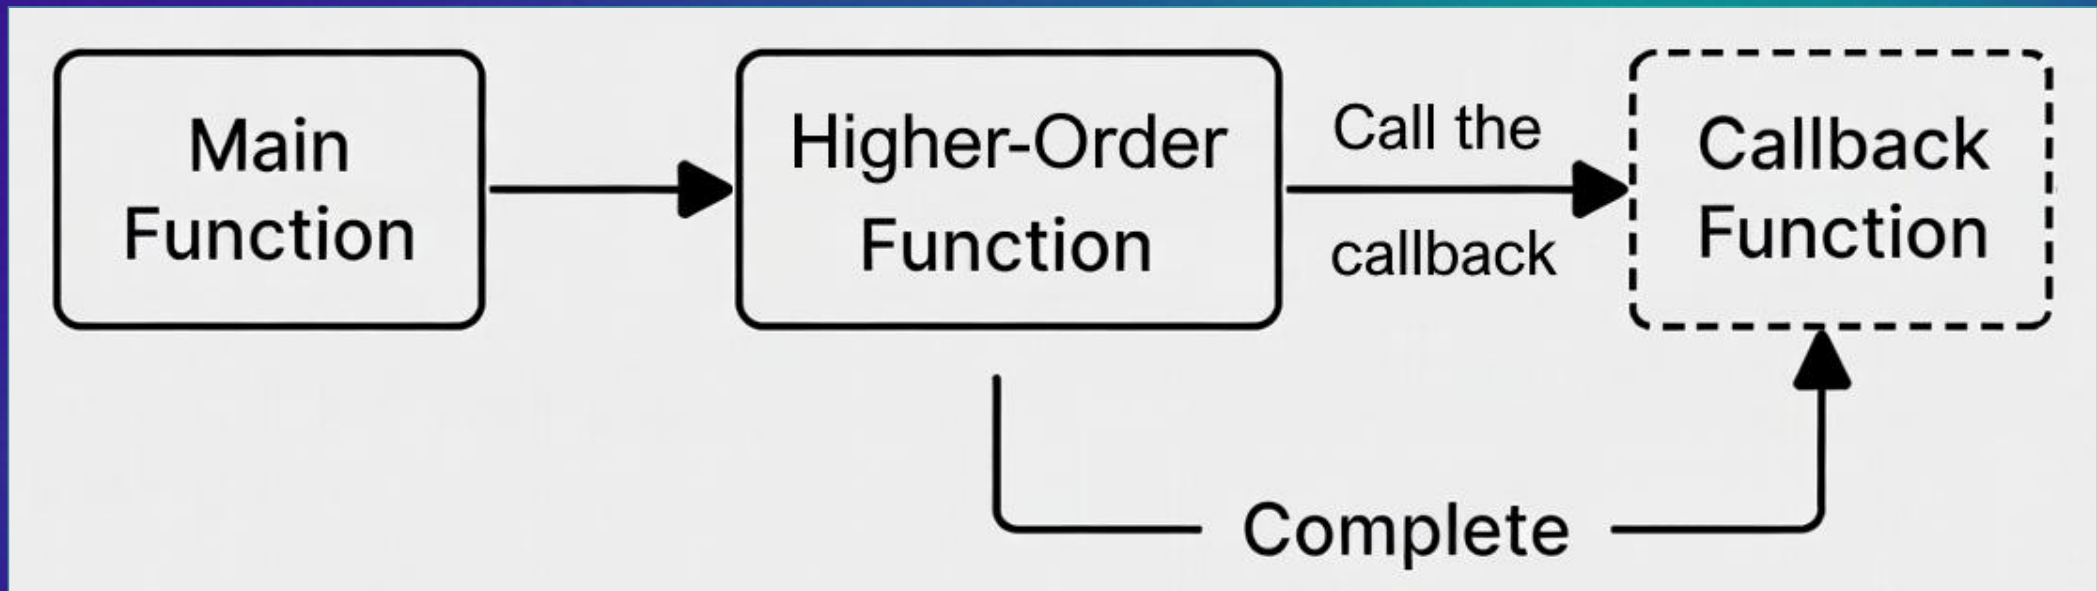 Main
Function
Higher-Order
Function
Call the
callback
Callback
Function
Complete